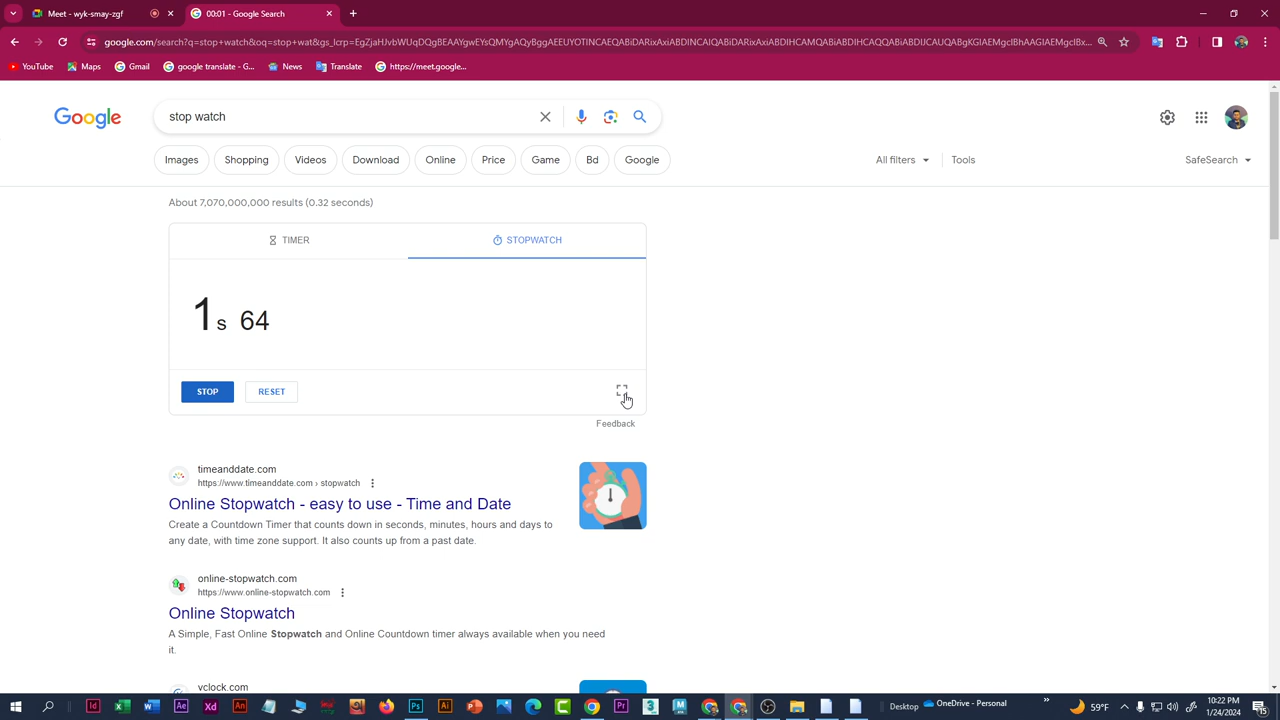 Meet - wyk-smay-zgf
00:01 - Google Search
google.com/search?q=stop+watch&oq=stop+wat&gs_lcrp=
YouTube
Maps
Gmail
google translate - G...
News
Translate
https://meet.google...
Google
stop watch
Images
Shopping
Videos
Download
Online
Price
Game
Bd
Google
All filters
Tools
SafeSearch
About 7,070,000,000 results (0.32 seconds)
TIMER
STOPWATCH
1s 64
STOP
RESET
Feedback
timeanddate.com
https://www.timeanddate.com › stopwatch
Online Stopwatch - easy to use - Time and Date
Create a Countdown Timer that counts down in seconds, minutes, hours and days to
any date, with time zone support. It also counts up from a past date.
online-stopwatch.com
https://www.online-stopwatch.com
Online Stopwatch
A Simple, Fast Online Stopwatch and Online Countdown timer always available when you need
it.
vclock.com
Desktop
OneDrive - Personal
59°F
10:22 PM
1/24/2024